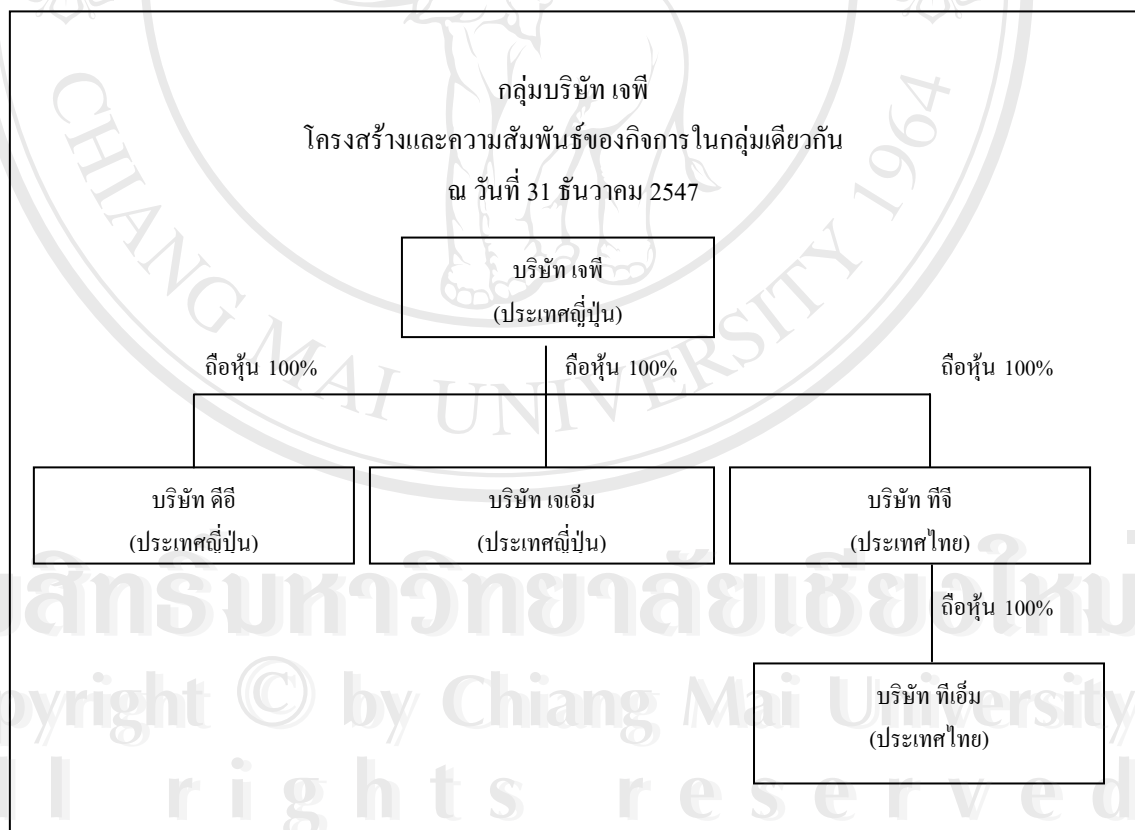 กลุ่มบริษัท เจพี
โครงสร้างและความสัมพันธ์ของกิจการในกลุ่มเดียวกัน
ณ วันที่ 31 ธันวาคม 2547
บริษัท เจพี
(ประเทศญี่ปุ่น)
ถือหุ้น 100% ถือหุ้น 100% ถือหุ้น 100%
บริษัท ดีอี บริษัท เจเอ็ม บริษัท ทีจี
(ประเทศญี่ปุ่น) (ประเทศญี่ปุ่น) (ประเทศไทย)
ถือหุ้น 100%
บริษัท ทีเอ็ม
(ประเทศไทย)
CHIANG MAI UNIVERSITY 1964
สิทธิมหาวิทยาลัยเชียงใหม่
pyright © by Chiang Mai University
ll rights reserved